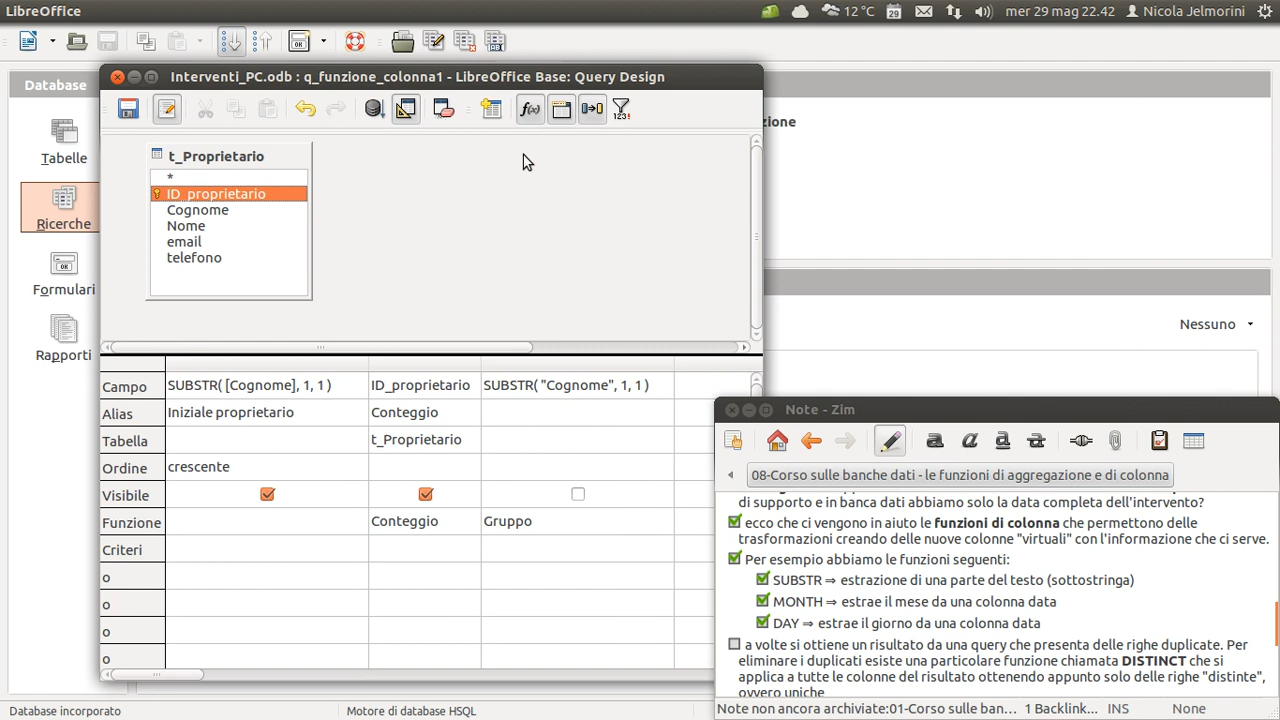 LibreOffice
12 °C
29
mer 29 mag 22.42
Nicola Jelmorini
Database
Tabelle
Ricerche
Formulari
Rapporti
zione
Nessuno
Interventi_PC.odb : q_funzione_colonna1 - LibreOffice Base: Query Design
f(x)
123!
t_Proprietario
*
ID_proprietario
Cognome
Nome
email
telefono
Campo SUBSTR( [Cognome], 1, 1 ) ID_proprietario SUBSTR( "Cognome", 1, 1 )
Alias Iniziale proprietario Conteggio
Tabella t_Proprietario
Ordine crescente
Visibile
Funzione Conteggio Gruppo
Criteri
o
o
o
o
Note - Zim
a a a a
08-Corso sulle banche dati - le funzioni di aggregazione e di colonna
di supporto e in banca dati abbiamo solo la data completa dell'intervento?
ecco che ci vengono in aiuto le funzioni di colonna che permettono delle
trasformazioni creando delle nuove colonne "virtuali" con l'informazione che ci serve.
Per esempio abbiamo le funzioni seguenti:
SUBSTR ⇒ estrazione di una parte del testo (sottostringa)
MONTH ⇒ estrae il mese da una colonna data
DAY ⇒ estrae il giorno da una colonna data
a volte si ottiene un risultato da una query che presenta delle righe duplicate. Per
eliminare i duplicati esiste una particolare funzione chiamata DISTINCT che si
applica a tutte le colonne del risultato ottenendo appunto solo delle righe "distinte",
ovvero uniche
Note non ancora archiviate:01-Corso sulle ban... 1 Backlink... INS None
Database incorporato
Motore di database HSQL